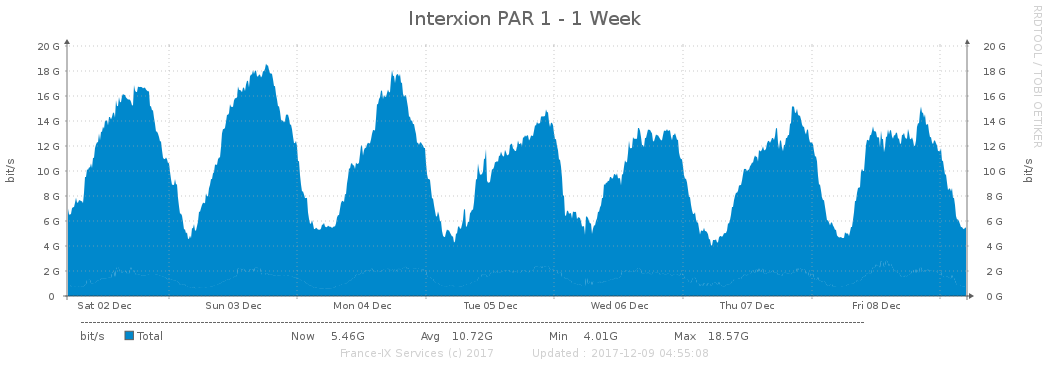 Interxion PAR 1 - 1 Week
RRDTOOL / TOBI OETIKER
bit/s
20 G
18 G
16 G
14 G
12 G
10 G
8 G
6 G
4 G
2 G
0
20 G
18 G
16 G
14 G
12 G
10 G
8 G
6 G
4 G
2 G
0 G
bit/s
Sat 02 Dec Sun 03 Dec Mon 04 Dec Tue 05 Dec Wed 06 Dec Thu 07 Dec Fri 08 Dec
bit/s Total Now 5.46G Avg 10.72G Min 4.01G Max 18.57G
France-IX Services (c) 2017 Updated : 2017-12-09 04:55:08